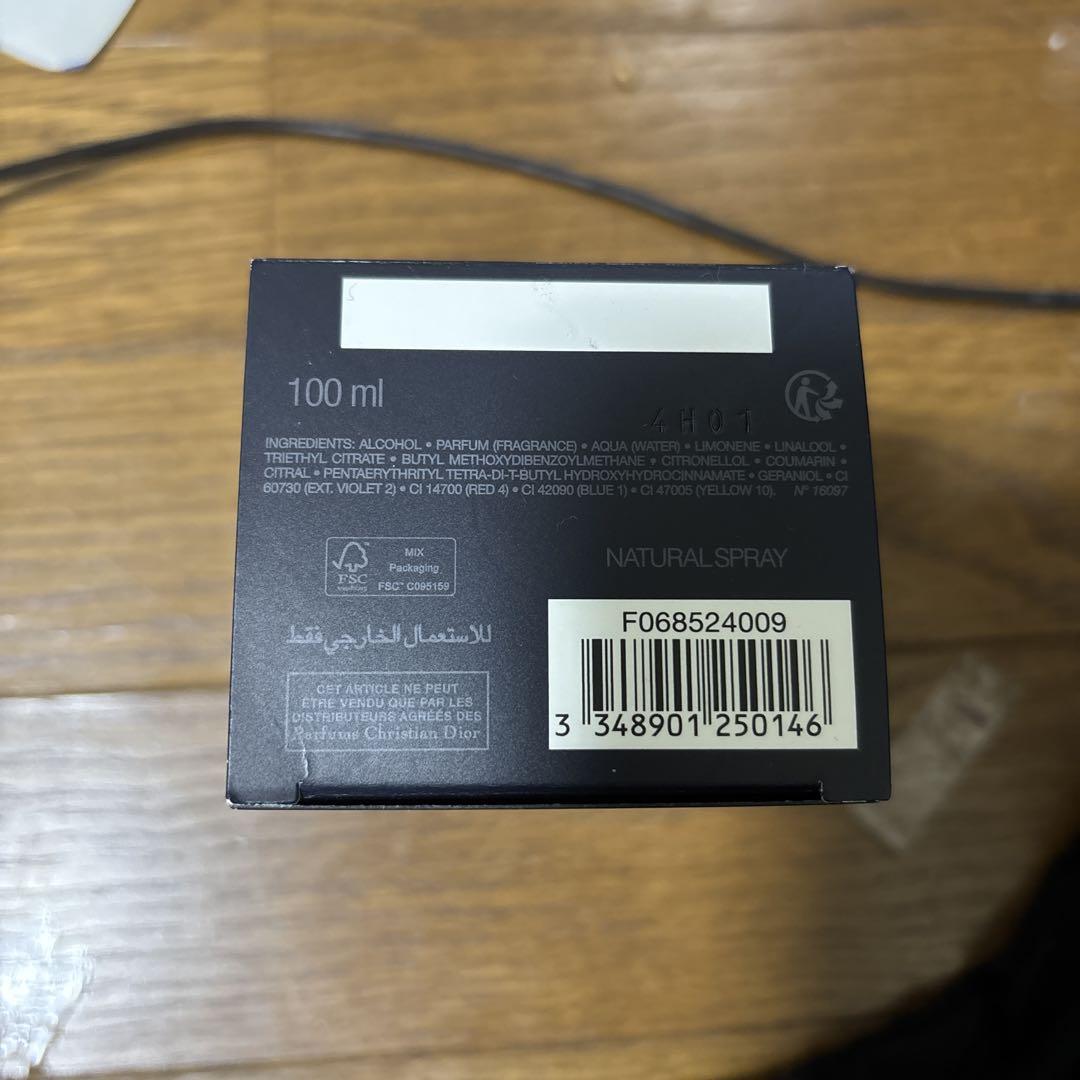 100 ml
4H01
INGREDIENTS: ALCOHOL • PARFUM (FRAGRANCE) • AQUA (WATER) • LIMONENE • LINALOOL •
TRIETHYL CITRATE • BUTYL METHOXYDIBENZOYLMETHANE • CITRONELLOL • COUMARIN •
CITRAL • PENTAERYTHRITYL TETRA-DI-T-BUTYL HYDROXYHYDROCINNAMATE • GERANIOL • CI
60730 (EXT. VIOLET 2) • CI 14700 (RED 4) • CI 42090 (BLUE 1) • CI 47005 (YELLOW 10). N° 16097
MIX
Packaging
FSC™ C095159
FSC
NATURAL SPRAY
للاستعمال الخارجي فقط
CET ARTICLE NE PEUT
ÊTRE VENDU QUE PAR LES
DISTRIBUTEURS AGRÉÉS DES
Parfums Christian Dior
F068524009
3 348901 250146